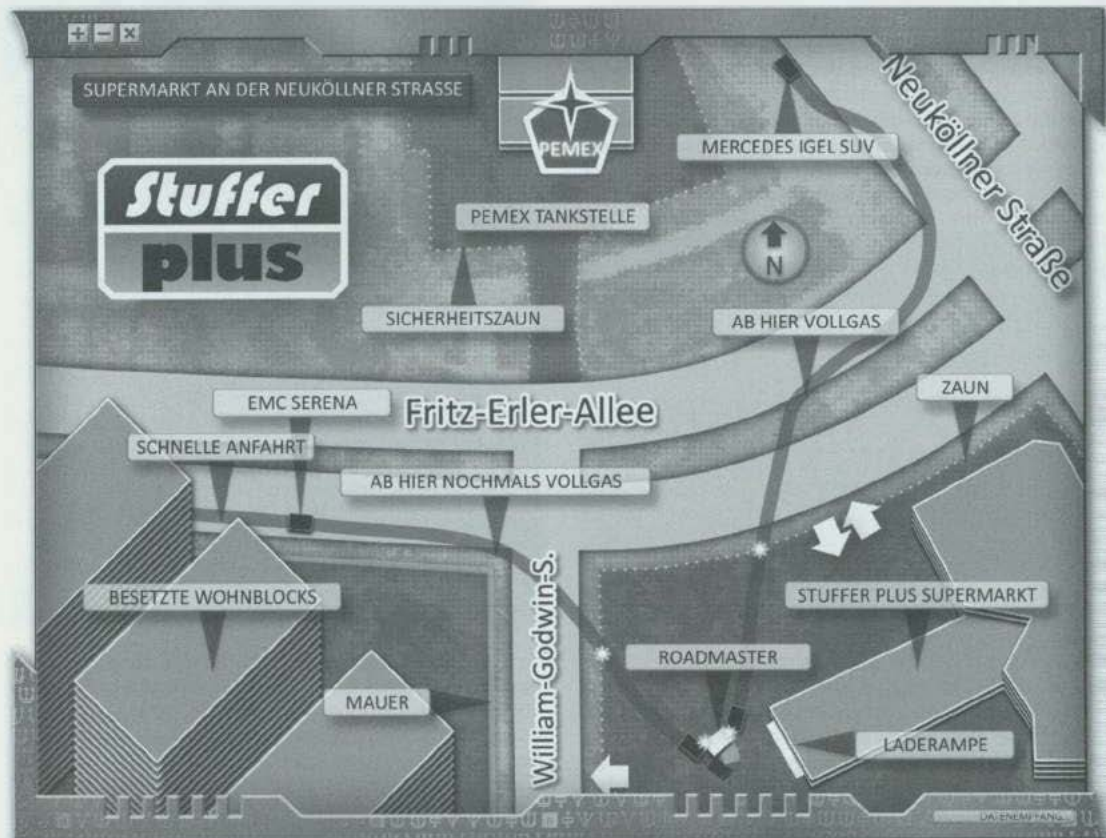 SUPERMARKT AN DER NEUKÖLLNER STRASSE
Stuffer
plus
PEMEX
MERCEDES IGEL SUV
Neuköllner Straße
PEMEX TANKSTELLE
N
SICHERHEITSZAUN
AB HIER VOLLGAS
EMC SERENA
Fritz-Erler-Allee
ZAUN
SCHNELLE ANFAHRT
AB HIER NOCHMALS VOLLGAS
BESETZTE WOHNBLOCKS
William-Godwin-S.
STUFFER PLUS SUPERMARKT
ROADMASTER
MAUER
LADERAMPE
DATENEMPFANG